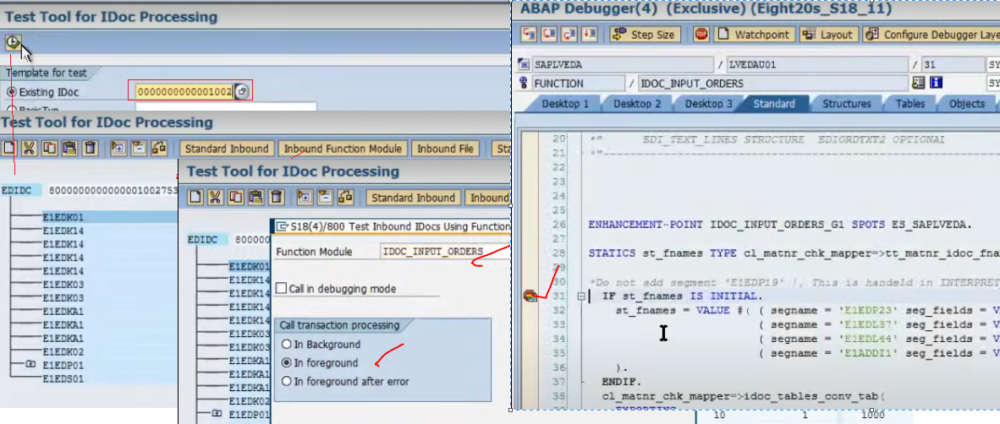 Test Tool for IDoc Processing
Template for test
Existing IDoc
0000000000001002
Test Tool for IDoc Processing
Standard Inbound
Inbound Function Module
Inbound File
EDIDC
8000000000000001002753
E1EDK01
E1EDK14
E1EDK14
E1EDK14
E1EDK14
E1EDK03
E1EDK03
E1EDKA1
E1EDKA1
E1EDK02
E1EDP01
E1EDS01
Test Tool for IDoc Processing
Standard Inbound
Inbound
EDIDC
800000
E1EDK01
E1EDK14
E1EDK14
E1EDK14
E1EDK14
E1EDK03
E1EDK03
E1EDKA1
E1EDKA1
E1EDK02
E1EDP01
S18(4)/800 Test Inbound IDocs Using Function
Function Module
IDOC_INPUT_ORDERS
Call in debugging mode
Call transaction processing
In Background
In foreground
In foreground after error
ABAP Debugger(4) (Exclusive) (Eight20s_S18_11)
Step Size
Watchpoint
Layout
Configure Debugger Laye
SAPLVEDA / LVEDAU01 / 31 SY
FUNCTION / IDOC_INPUT_ORDERS SY
Desktop 1
Desktop 2
Desktop 3
Standard
Structures
Tables
Objects
20 *" EDI_TEXT_LINES STRUCTURE EDIORDTXT2 OPTIONAL
21 *"----------------------------------------------------------------------
22
23
24
25
26 ENHANCEMENT-POINT IDOC_INPUT_ORDERS_G1 SPOTS ES_SAPLVEDA.
27
28 STATICS st_fnames TYPE cl_matnr_chk_mapper=>tt_matnr_idoc_fna
29
30 *Do not add segment 'E1EDP19' ), This is handeld in INTERPRET
31 IF st_fnames IS INITIAL.
32 st_fnames = VALUE #( ( segname = 'E1EDP23' seg_fields = V
33 ( segname = 'E1EDL37' seg_fields = V
34 ( segname = 'E1EDL44' seg_fields = V
35 ( segname = 'E1ADDI1' seg_fields = V
36 ).
37 ENDIF.
38 cl_matnr_chk_mapper=>idoc_tables_conv_tab(
10 1 1000